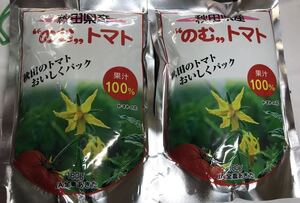 秋田県産
“のむ„トマト
秋田のトマト
おいしくパック
果汁
100%
秋田県産
“のむ„トマト
秋田のトマト
おいしくパック
果汁
100%